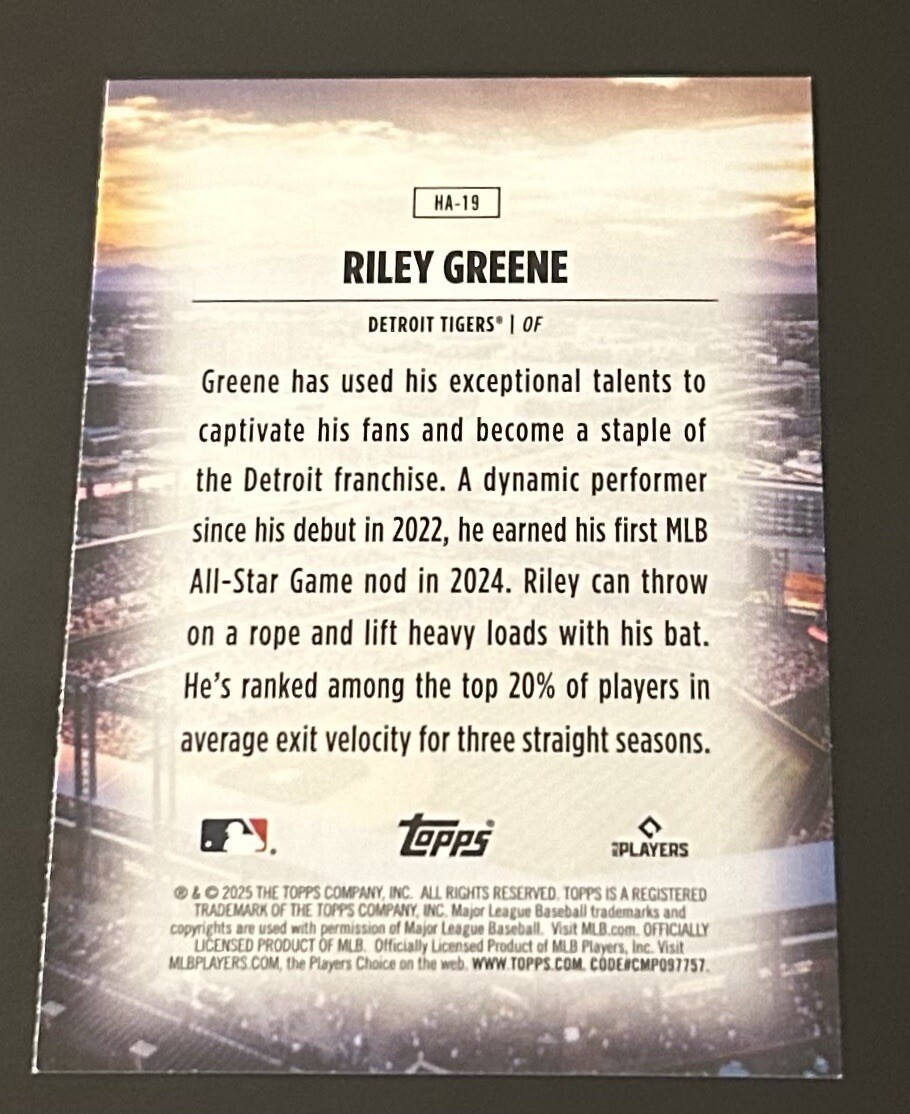 HA-19
RILEY GREENE
DETROIT TIGERS® | OF
Greene has used his exceptional talents to
captivate his fans and become a staple of
the Detroit franchise. A dynamic performer
since his debut in 2022, he earned his first MLB
All-Star Game nod in 2024. Riley can throw
on a rope and lift heavy loads with his bat.
He's ranked among the top 20% of players in
average exit velocity for three straight seasons.
topps® PLAYERS
® & © 2025 THE TOPPS COMPANY, INC. ALL RIGHTS RESERVED. TOPPS IS A REGISTERED
TRADEMARK OF THE TOPPS COMPANY, INC. Major League Baseball trademarks and
copyrights are used with permission of Major League Baseball. Visit MLB.com. OFFICIALLY
LICENSED PRODUCT OF MLB. Officially Licensed Product of MLB Players, Inc. Visit
MLBPLAYERS.COM, the Players Choice on the web. WWW.TOPPS.COM. CODE#CMP097757.